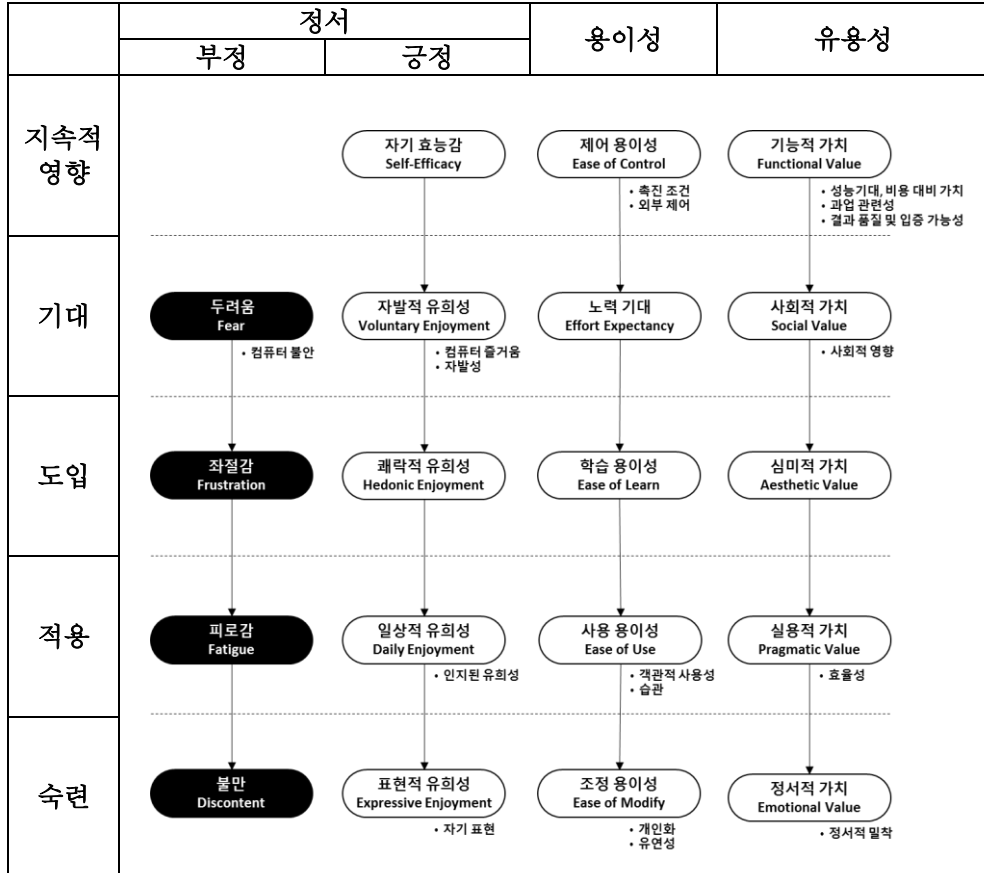 정서
용이성
유용성
부정
긍정
지속적
영향
자기 효능감
Self-Efficacy
제어 용이성
Ease of Control
• 촉진 조건
• 외부 제어
기능적 가치
Functional Value
• 성능기대, 비용 대비 가치
• 과업 관련성
• 결과 품질 및 입증 가능성
기대
두려움
Fear
• 컴퓨터 불안
자발적 유희성
Voluntary Enjoyment
• 컴퓨터 즐거움
• 자발성
노력 기대
Effort Expectancy
사회적 가치
Social Value
• 사회적 영향
도입
좌절감
Frustration
쾌락적 유희성
Hedonic Enjoyment
학습 용이성
Ease of Learn
심미적 가치
Aesthetic Value
적용
피로감
Fatigue
일상적 유희성
Daily Enjoyment
• 인지된 유희성
사용 용이성
Ease of Use
• 객관적 사용성
• 습관
실용적 가치
Pragmatic Value
• 효율성
숙련
불만
Discontent
표현적 유희성
Expressive Enjoyment
• 자기 표현
조정 용이성
Ease of Modify
• 개인화
• 유연성
정서적 가치
Emotional Value
• 정서적 밀착